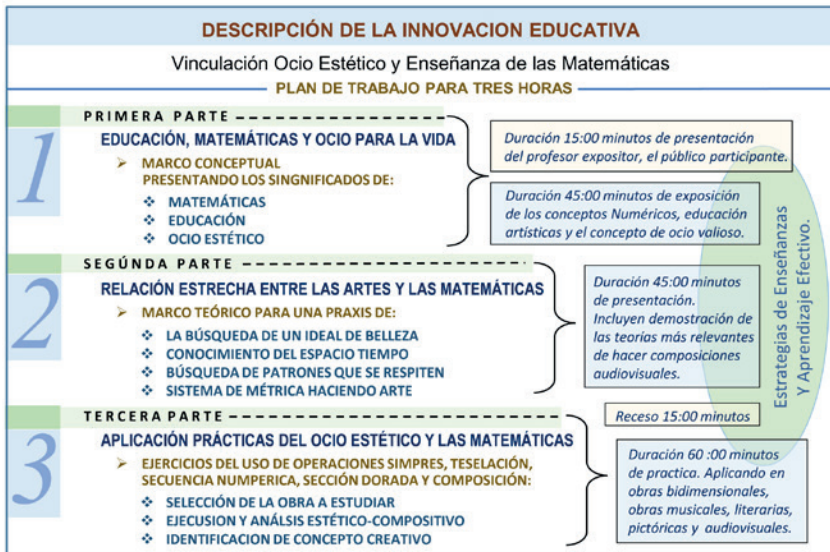 DESCRIPCIÓN DE LA INNOVACION EDUCATIVA
Vinculación Ocio Estético y Enseñanza de las Matemáticas
PLAN DE TRABAJO PARA TRES HORAS
1
PRIMERA PARTE
EDUCACIÓN, MATEMÁTICAS Y OCIO PARA LA VIDA
MARCO CONCEPTUAL
PRESENTANDO LOS SINGNIFICADOS DE:
MATEMÁTICAS
EDUCACIÓN
OCIO ESTÉTICO
Duración 15:00 minutos de presentación
del profesor expositor, el público participante.
Duración 45:00 minutos de exposición
de los conceptos Numéricos, educación
artísticas y el concepto de ocio valioso.
2
SEGÚNDA PARTE
RELACIÓN ESTRECHA ENTRE LAS ARTES Y LAS MATEMÁTICAS
MARCO TEÓRICO PARA UNA PRAXIS DE:
LA BÚSQUEDA DE UN IDEAL DE BELLEZA
CONOCIMIENTO DEL ESPACIO TIEMPO
BÚSQUEDA DE PATRONES QUE SE RESPITEN
SISTEMA DE MÉTRICA HACIENDO ARTE
Duración 45:00 minutos
de presentación.
Incluyen demostración de
las teorías más relevantes
de hacer composiciones
audiovisuales.
3
TERCERA PARTE
APLICACIÓN PRÁCTICAS DEL OCIO ESTÉTICO Y LAS MATEMÁTICAS
EJERCICIOS DEL USO DE OPERACIONES SIMPRES, TESELACIÓN,
SECUENCIA NUMPERICA, SECCIÓN DORADA Y COMPOSICIÓN:
SELECCIÓN DE LA OBRA A ESTUDIAR
EJECUSION Y ANÁLSIS ESTÉTICO-COMPOSITIVO
IDENTIFICACION DE CONCEPTO CREATIVO
Receso 15:00 minutos
Duración 60 :00 minutos
de practica. Aplicando en
obras bidimensionales,
obras musicales, literarias,
pictóricas y audiovisuales.
Estrategias de Enseñanzas
Y Aprendizaje Efectivo.